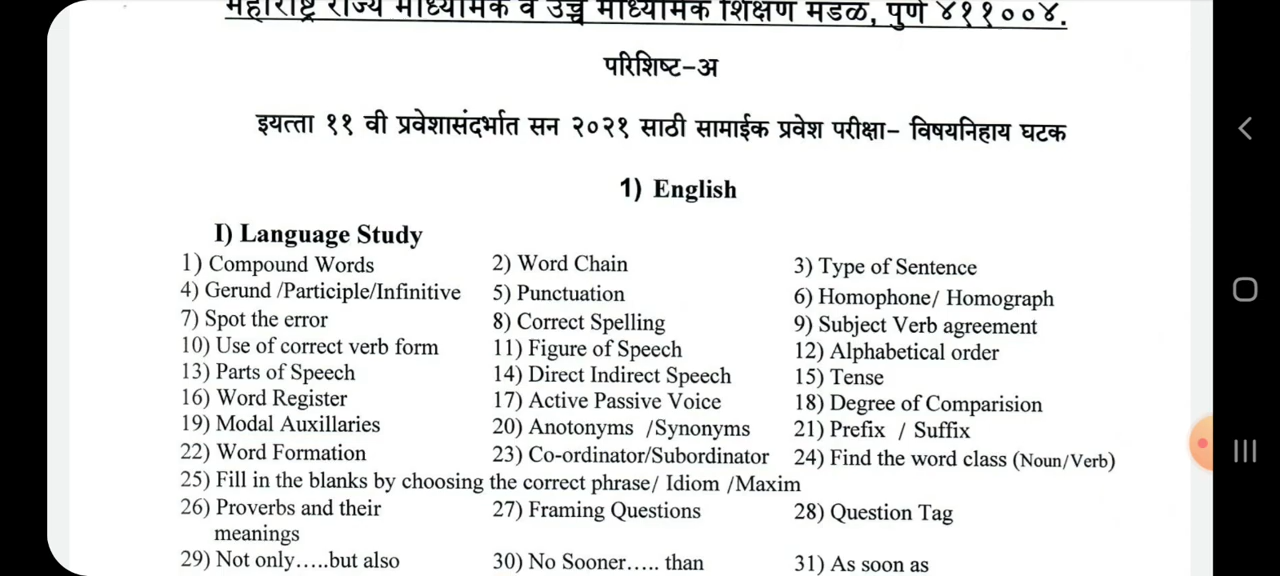 महाराष्ट्र राज्य माध्यमिक व उच्च माध्यमिक शिक्षण मंडळ, पुणे ४११००४.
परिशिष्ट-अ
इयत्ता ११ वी प्रवेशासंदर्भात सन २०२१ साठी सामाईक प्रवेश परीक्षा- विषयनिहाय घटक
1) English
I) Language Study
1) Compound Words 2) Word Chain 3) Type of Sentence
4) Gerund /Participle/Infinitive 5) Punctuation 6) Homophone/ Homograph
7) Spot the error 8) Correct Spelling 9) Subject Verb agreement
10) Use of correct verb form 11) Figure of Speech 12) Alphabetical order
13) Parts of Speech 14) Direct Indirect Speech 15) Tense
16) Word Register 17) Active Passive Voice 18) Degree of Comparision
19) Modal Auxillaries 20) Anotonyms /Synonyms 21) Prefix / Suffix
22) Word Formation 23) Co-ordinator/Subordinator 24) Find the word class (Noun/Verb)
25) Fill in the blanks by choosing the correct phrase/ Idiom /Maxim
26) Proverbs and their 27) Framing Questions 28) Question Tag
meanings
29) Not only.....but also 30) No Sooner..... than 31) As soon as